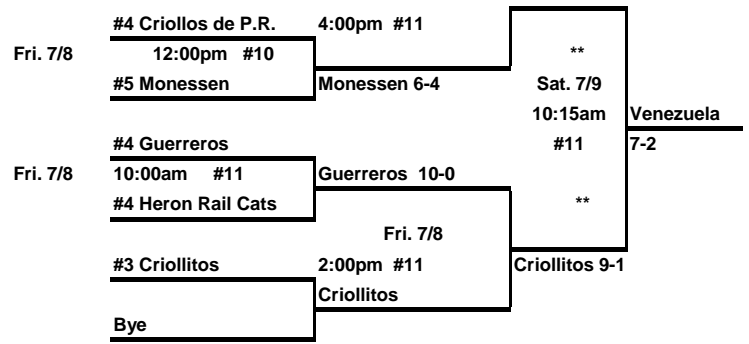 #4 Criollos de P.R. 4:00pm #11
Fri. 7/8 12:00pm #10 **
#5 Monessen Monessen 6-4 Sat. 7/9
10:15am Venezuela
#4 Guerreros #11 7-2
Fri. 7/8 10:00am #11 Guerreros 10-0
#4 Heron Rail Cats **
Fri. 7/8
#3 Criollitos 2:00pm #11 Criollitos 9-1
Criollitos
Bye